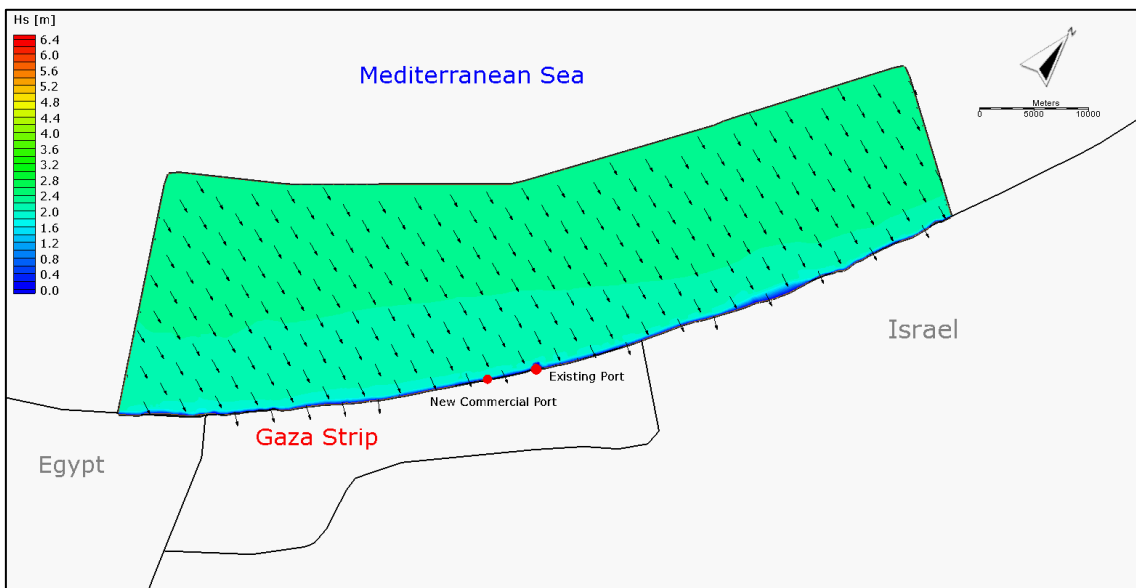 Hs [m]
6.4
6.0
5.6
5.2
4.8
4.4
4.0
3.6
3.2
2.8
2.4
2.0
1.6
1.2
0.8
0.4
0.0
Mediterranean Sea
N
Meters
0 5000 10000
Israel
Existing Port
New Commercial Port
Gaza Strip
Egypt